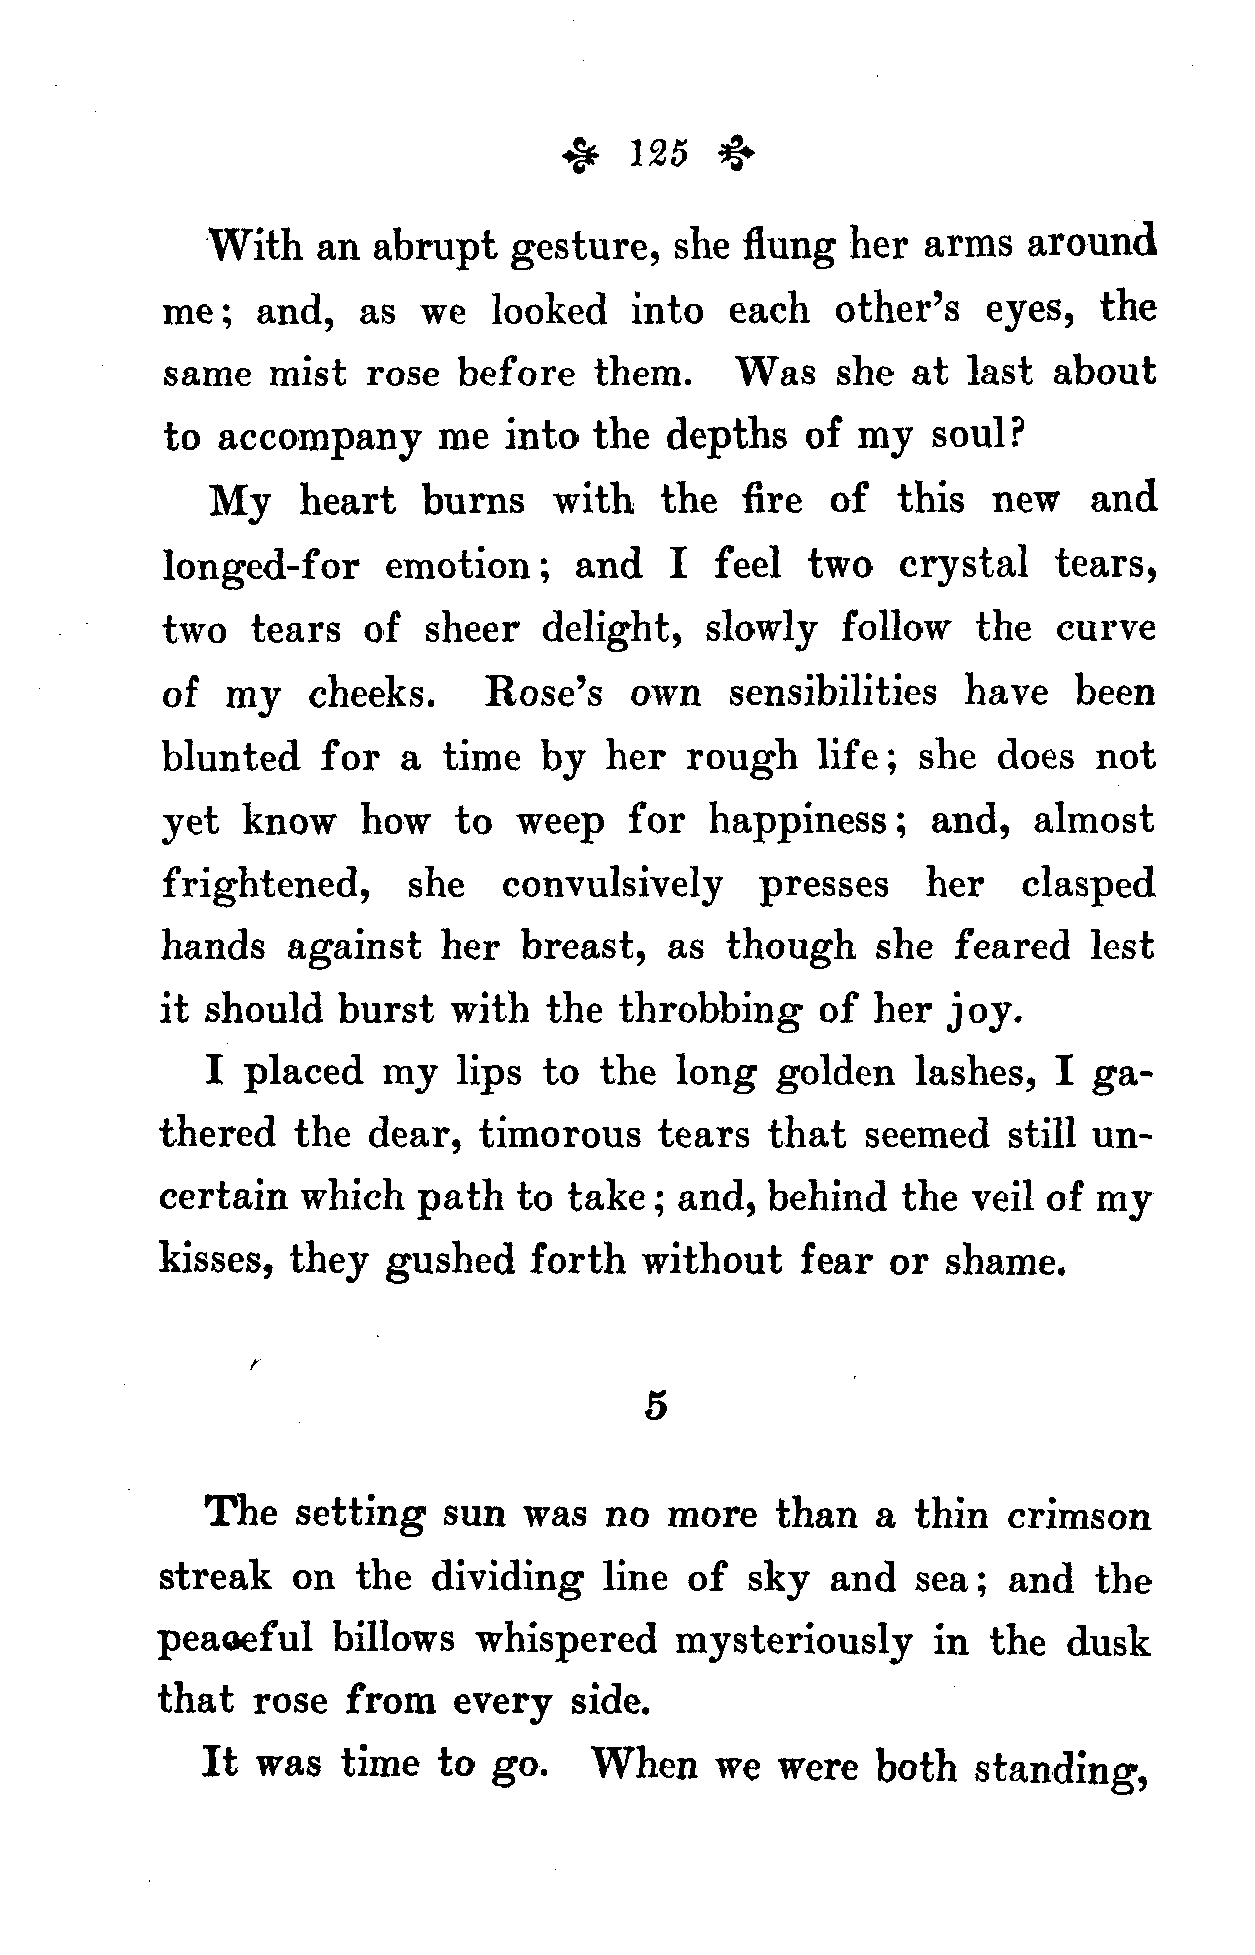 125
With an abrupt gesture, she flung her arms around
me; and, as we looked into each other's eyes, the
same mist rose before them. Was she at last about
to accompany me into the depths of my soul?
My heart burns with the fire of this new and
longed-for emotion; and I feel two crystal tears,
two tears of sheer delight, slowly follow the curve
of my cheeks. Rose's own sensibilities have been
blunted for a time by her rough life; she does not
yet know how to weep for happiness; and, almost
frightened, she convulsively presses her clasped
hands against her breast, as though she feared lest
it should burst with the throbbing of her joy.
I placed my lips to the long golden lashes, I ga-
thered the dear, timorous tears that seemed still un-
certain which path to take; and, behind the veil of my
kisses, they gushed forth without fear or shame.
5
The setting sun was no more than a thin crimson
streak on the dividing line of sky and sea; and the
peaceful billows whispered mysteriously in the dusk
that rose from every side.
It was time to go. When we were both standing,